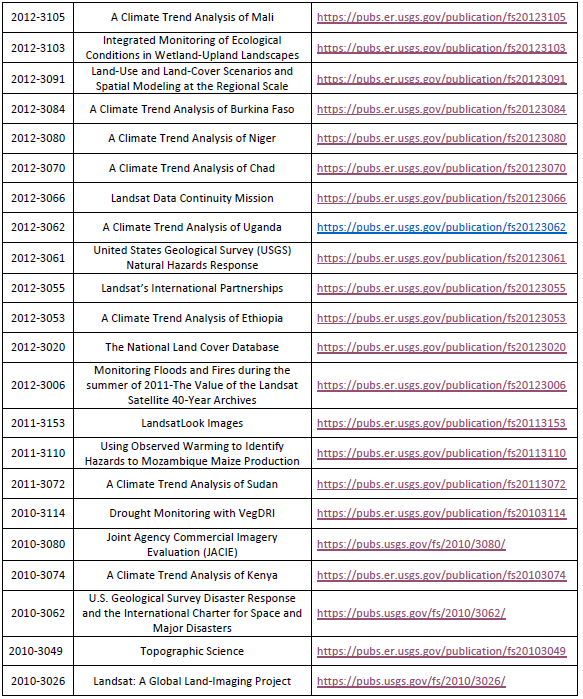 2012-3105 A Climate Trend Analysis of Mali https://pubs.er.usgs.gov/publication/fs20123105
2012-3103 Integrated Monitoring of Ecological Conditions in Wetland-Upland Landscapes https://pubs.er.usgs.gov/publication/fs20123103
2012-3091 Land-Use and Land-Cover Scenarios and Spatial Modeling at the Regional Scale https://pubs.er.usgs.gov/publication/fs20123091
2012-3084 A Climate Trend Analysis of Burkina Faso https://pubs.er.usgs.gov/publication/fs20123084
2012-3080 A Climate Trend Analysis of Niger https://pubs.er.usgs.gov/publication/fs20123080
2012-3070 A Climate Trend Analysis of Chad https://pubs.er.usgs.gov/publication/fs20123070
2012-3066 Landsat Data Continuity Mission https://pubs.er.usgs.gov/publication/fs20123066
2012-3062 A Climate Trend Analysis of Uganda https://pubs.er.usgs.gov/publication/fs20123062
2012-3061 United States Geological Survey (USGS) Natural Hazards Response https://pubs.er.usgs.gov/publication/fs20123061
2012-3055 Landsat's International Partnerships https://pubs.er.usgs.gov/publication/fs20123055
2012-3053 A Climate Trend Analysis of Ethiopia https://pubs.er.usgs.gov/publication/fs20123053
2012-3020 The National Land Cover Database https://pubs.er.usgs.gov/publication/fs20123020
2012-3006 Monitoring Floods and Fires during the summer of 2011-The Value of the Landsat Satellite 40-Year Archives https://pubs.er.usgs.gov/publication/fs20123006
2011-3153 LandsatLook Images https://pubs.er.usgs.gov/publication/fs20113153
2011-3110 Using Observed Warming to Identify Hazards to Mozambique Maize Production https://pubs.er.usgs.gov/publication/fs20113110
2011-3072 A Climate Trend Analysis of Sudan https://pubs.er.usgs.gov/publication/fs20113072
2010-3114 Drought Monitoring with VegDRI https://pubs.er.usgs.gov/publication/fs20103114
2010-3080 Joint Agency Commercial Imagery Evaluation (JACIE) https://pubs.usgs.gov/fs/2010/3080/
2010-3074 A Climate Trend Analysis of Kenya https://pubs.er.usgs.gov/publication/fs20103074
2010-3062 U.S. Geological Survey Disaster Response and the International Charter for Space and Major Disasters https://pubs.usgs.gov/fs/2010/3062/
2010-3049 Topographic Science https://pubs.er.usgs.gov/publication/fs20103049
2010-3026 Landsat: A Global Land-Imaging Project https://pubs.usgs.gov/fs/2010/3026/